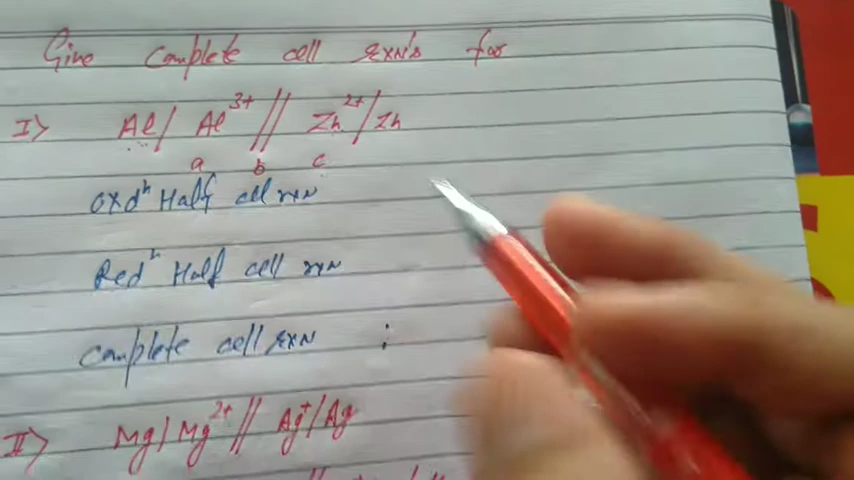 Give Complete cell rxn's for
I> Al / Al³⁺ // Zn²⁺ / Zn
a b c
oxdⁿ Half cell rxn
Redⁿ Half cell rxn
Complete cell rxn :
II> Mg / Mg²⁺ // Ag⁺ / Ag